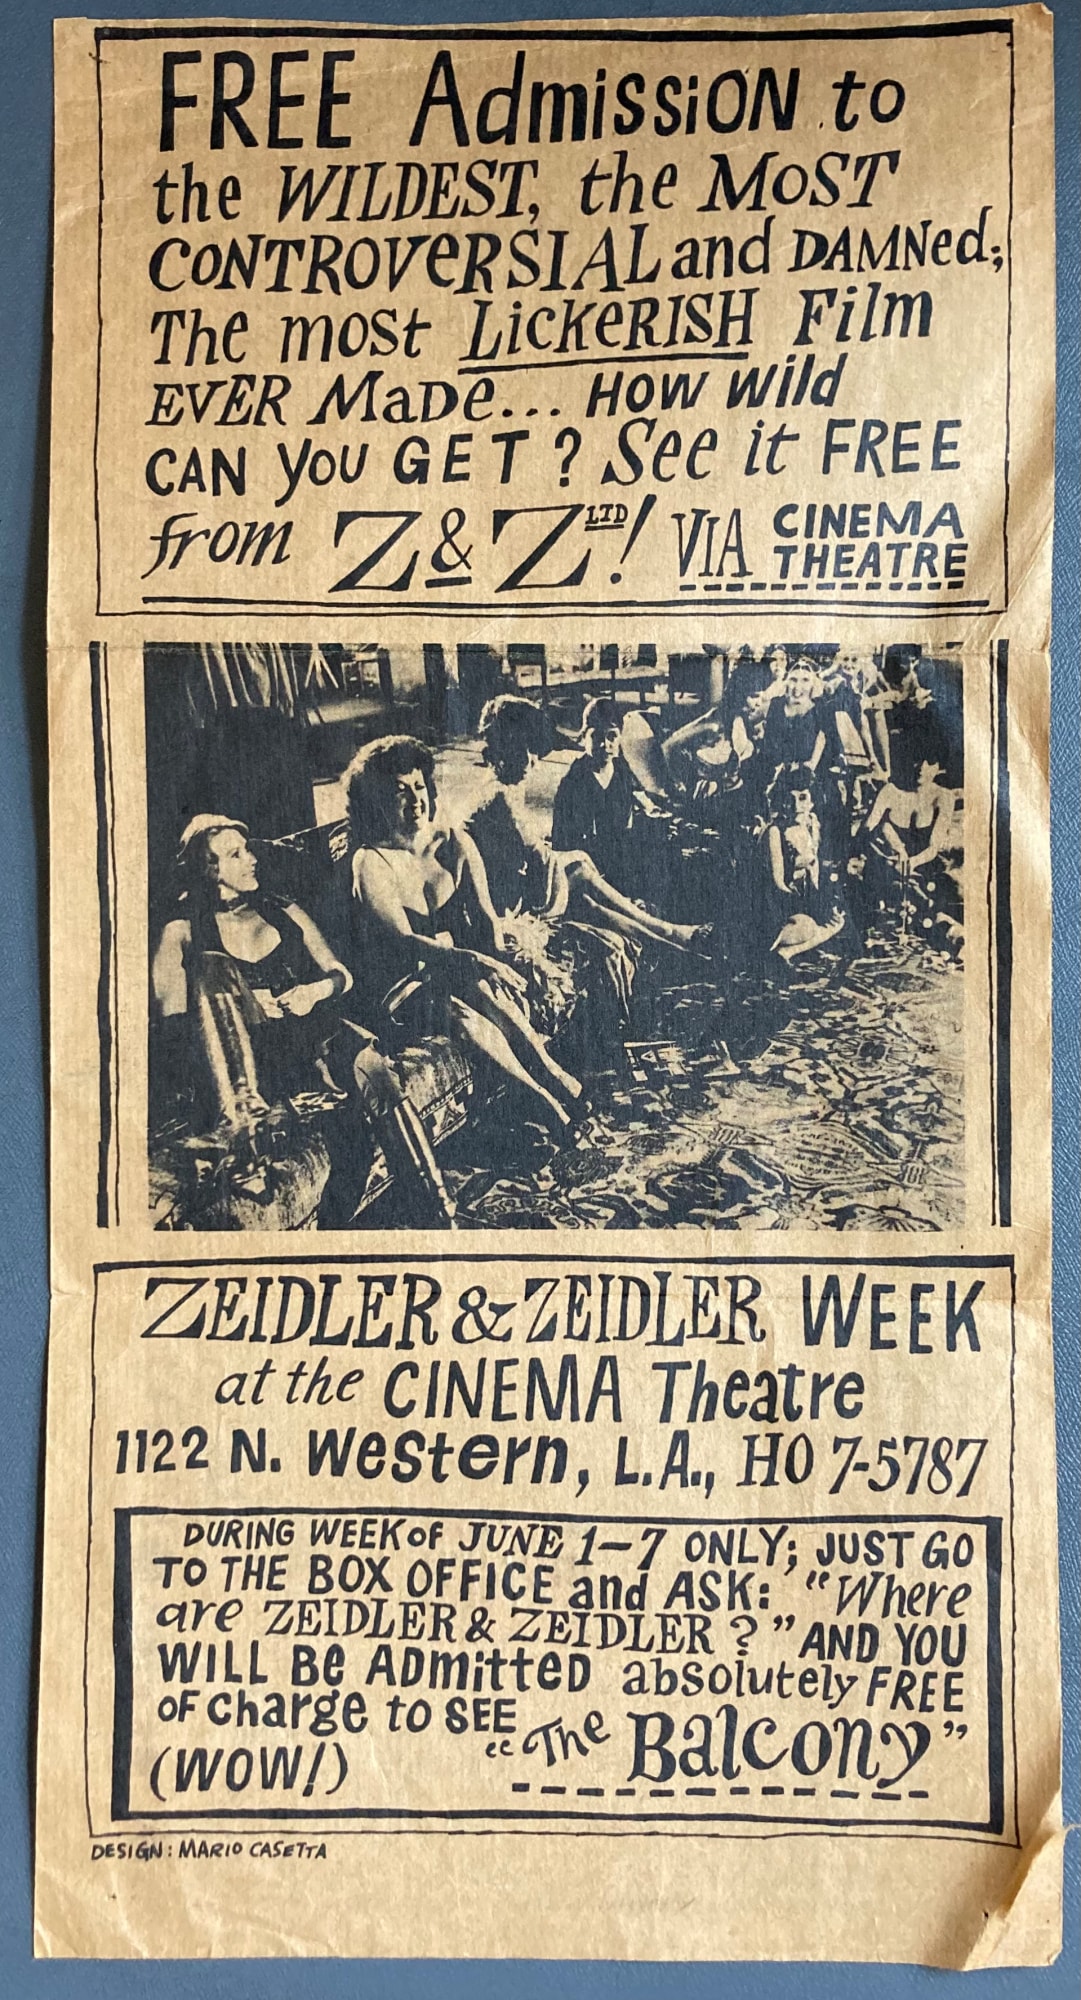 FREE Admission to
the WILDEST, the MOST
CONTROVERSIAL and DAMNed;
The most LickeRISH Film
EVER MaDe... HOW Wild
CAN You GET? See it FREE
from Z & Z LTD! VIA CINEMA THEATRE
ZEIDLER & ZEIDLER WEEK
at the CINEMA Theatre
1122 N. Western, L.A., HO 7-5787
DURING WEEK OF JUNE 1-7 ONLY; JUST GO
TO THE BOX OFFICE and ASK: "Where
are ZEIDLER & ZEIDLER?" AND YOU
WILL Be ADmitteD absolutely FREE
OF Charge to SEE
(WOW!) "The Balcony"
DESIGN: MARIO CASETTA